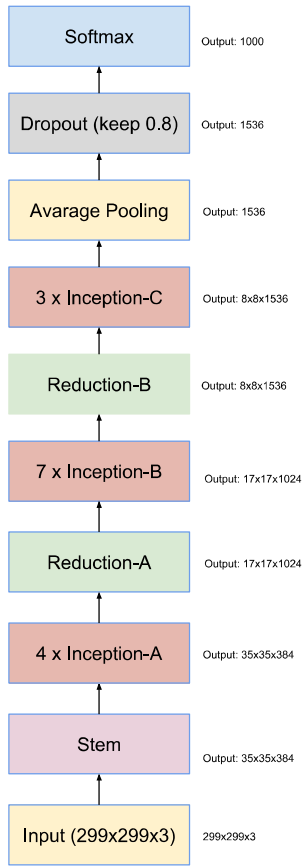 Softmax
Output: 1000
Dropout (keep 0.8)
Output: 1536
Avarage Pooling
Output: 1536
3 x Inception-C
Output: 8x8x1536
Reduction-B
Output: 8x8x1536
7 x Inception-B
Output: 17x17x1024
Reduction-A
Output: 17x17x1024
4 x Inception-A
Output: 35x35x384
Stem
Output: 35x35x384
Input (299x299x3)
299x299x3